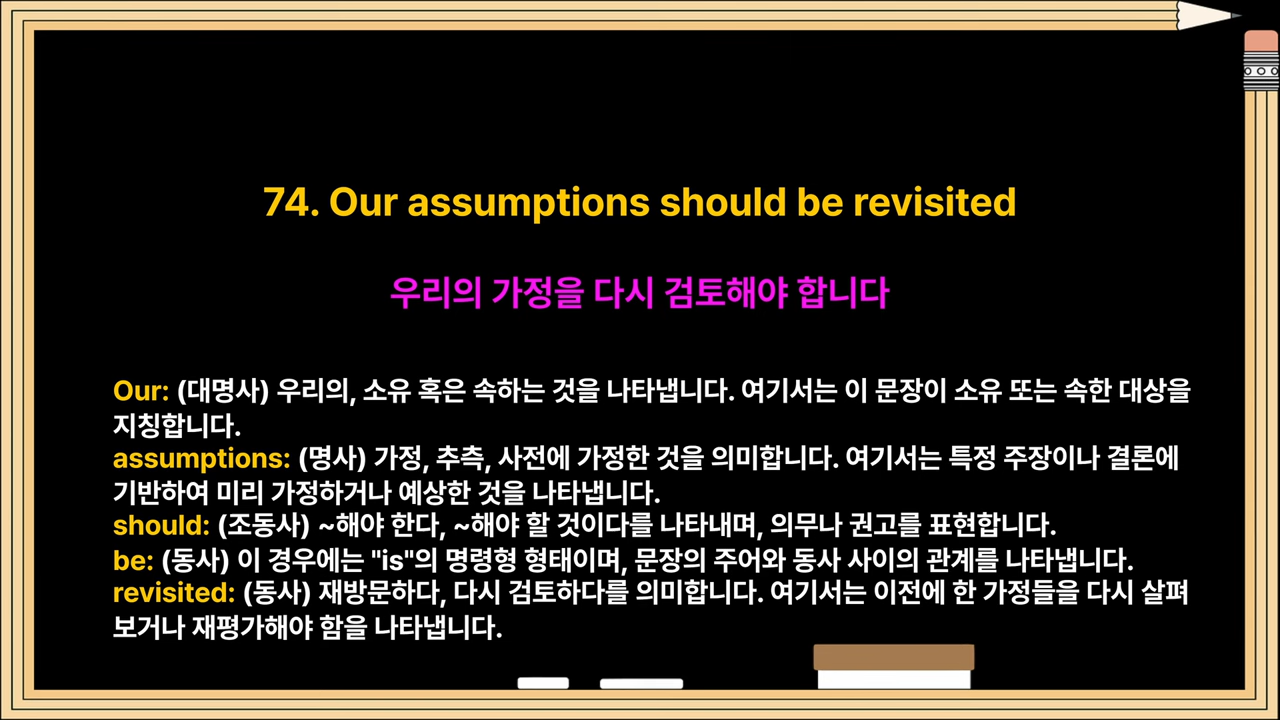 74. Our assumptions should be revisited
우리의 가정을 다시 검토해야 합니다
Our: (대명사) 우리의, 소유 혹은 속하는 것을 나타냅니다. 여기서는 이 문장이 소유 또는 속한 대상을
지칭합니다.
assumptions: (명사) 가정, 추측, 사전에 가정한 것을 의미합니다. 여기서는 특정 주장이나 결론에
기반하여 미리 가정하거나 예상한 것을 나타냅니다.
should: (조동사) ~해야 한다, ~해야 할 것이다를 나타내며, 의무나 권고를 표현합니다.
be: (동사) 이 경우에는 "is"의 명령형 형태이며, 문장의 주어와 동사 사이의 관계를 나타냅니다.
revisited: (동사) 재방문하다, 다시 검토하다를 의미합니다. 여기서는 이전에 한 가정들을 다시 살펴
보거나 재평가해야 함을 나타냅니다.